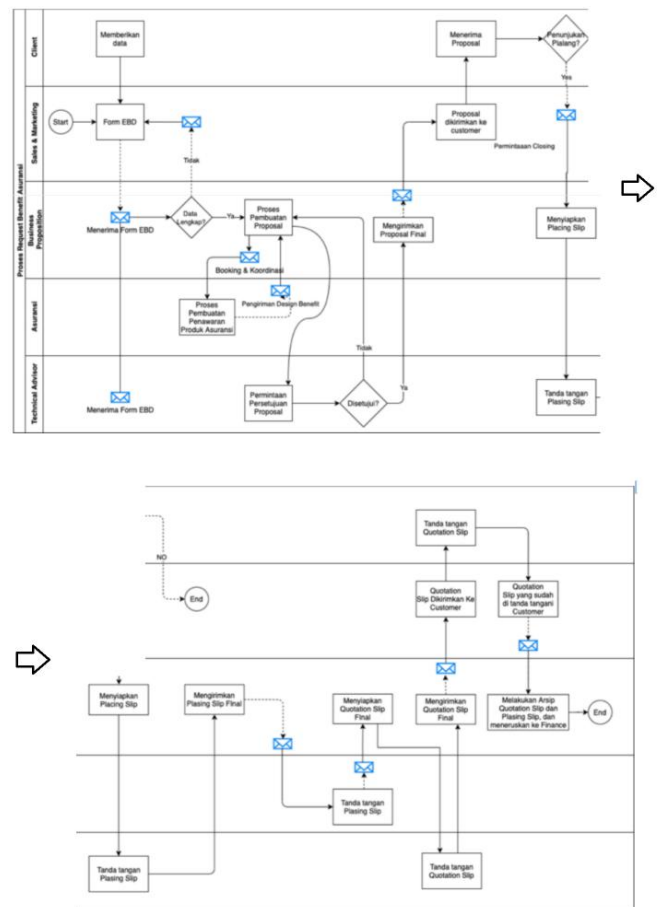 Proses Request Benefit Asuransi
Client
Memberikan
data
Menerima
Proposal
Penunjukan
Pialang?
Yes
Sales & Marketing
Start
Form EBD
Tidak
Proposal
dikirimkan ke
customer
Permintaaan Closing
Business
Proposition
Menerima Form EBD
Data
Lengkap?
Ya
Proses
Pembuatan
Proposal
Booking & Koordinasi
Mengirimkan
Proposal Final
Menyiapkan
Placing Slip
Asuransi
Proses
Pembuatan
Penawaran
Produk Asuransi
Pengiriman Design Benefit
Tidak
Technical Advisor
Menerima Form EBD
Permintaan
Persetujuan
Proposal
Disetujui?
Ya
Tanda tangan
Plasing Slip
NO
End
Tanda tangan
Quotation Slip
Quotation
Slip Dikirimkan Ke
Customer
Quotation
Slip yang sudah
di tanda tangani
Customer
Menyiapkan
Placing Slip
Mengirimkan
Plasing Slip FInal
Menyiapkan
Quotation Slip
FInal
Mengirimkan
Quotation Slip
Final
Melakukan Arsip
Quotation Slip dan
Plasing Slip, dan
meneruskan ke Finance
End
Tanda tangan
Plasing Slip
Tanda tangan
Plasing Slip
Tanda tangan
Quotation Slip